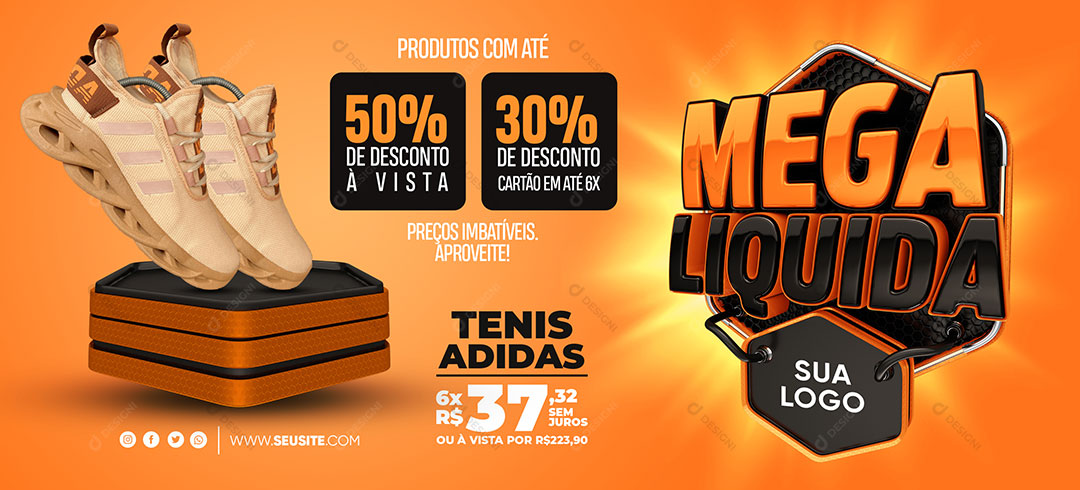 PRODUTOS COM ATÉ
50%
DE DESCONTO
À VISTA
30%
DE DESCONTO
CARTÃO EM ATÉ 6X
PREÇOS IMBATÍVEIS.
APROVEITE!
TENIS
ADIDAS
6x
R$ 37,32
SEM
JUROS
OU À VISTA POR R$223,90
WWW.SEUSITE.COM
MEGA
LIQUIDA
SUA
LOGO
DESIGNI